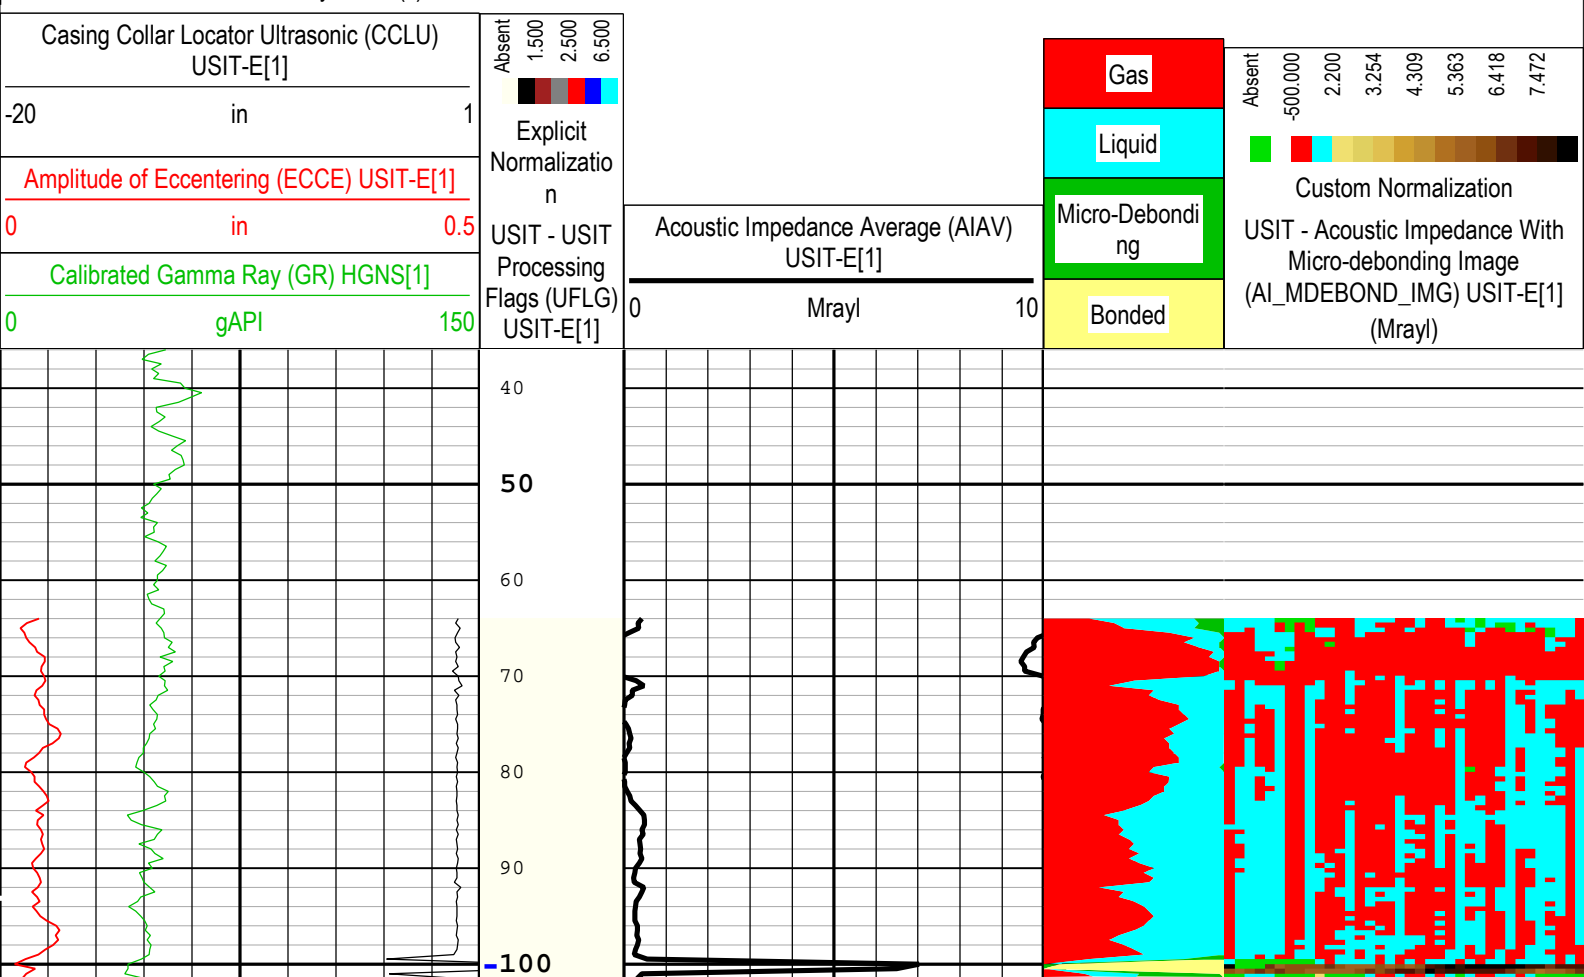 Casing Collar Locator Ultrasonic (CCLU)
USIT-E[1]
-20 in 1
Amplitude of Eccentering (ECCE) USIT-E[1]
0 in 0.5
Calibrated Gamma Ray (GR) HGNS[1]
0 gAPI 150
Absent 1.500 2.500 6.500
Explicit
Normalizatio
n
USIT - USIT
Processing
Flags (UFLG)
USIT-E[1]
Acoustic Impedance Average (AIAV)
USIT-E[1]
0 Mrayl 10
Gas
Liquid
Micro-Debondi
ng
Bonded
Absent -500.000 2.200 3.254 4.309 5.363 6.418 7.472
Custom Normalization
USIT - Acoustic Impedance With
Micro-debonding Image
(AI_MDEBOND_IMG) USIT-E[1]
(Mrayl)
40
50
60
70
80
90
100